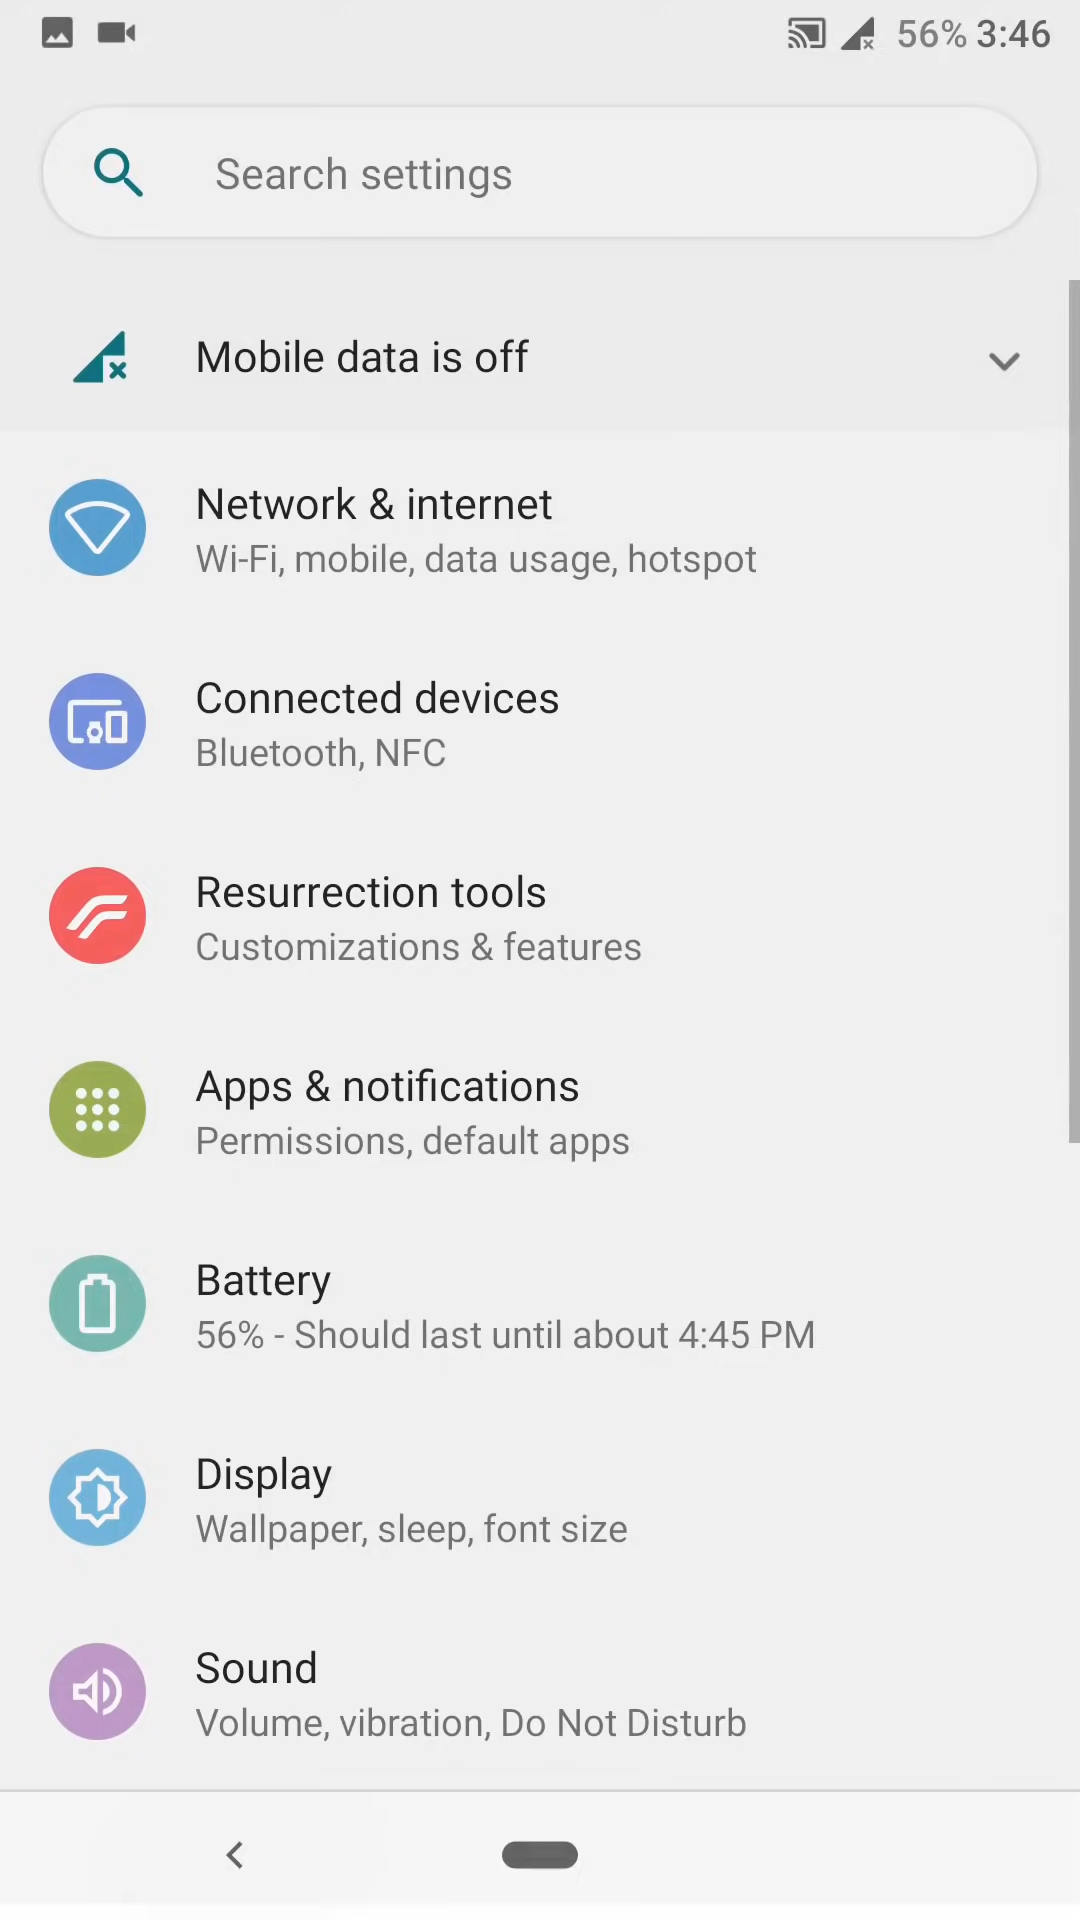 56% 3:46
Search settings
Mobile data is off
Network & internet
Wi-Fi, mobile, data usage, hotspot
Connected devices
Bluetooth, NFC
Resurrection tools
Customizations & features
Apps & notifications
Permissions, default apps
Battery
56% - Should last until about 4:45 PM
Display
Wallpaper, sleep, font size
Sound
Volume, vibration, Do Not Disturb